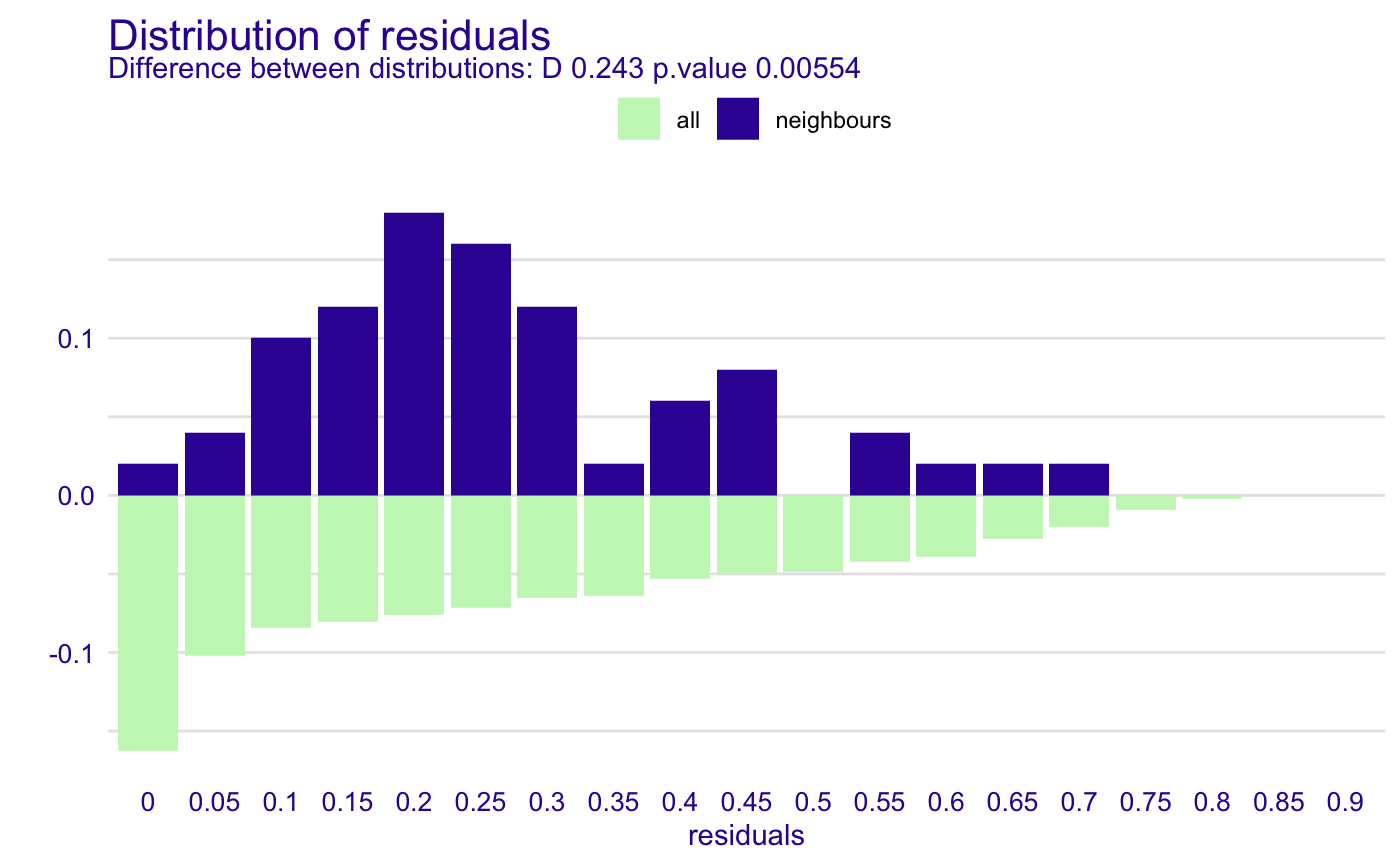 Distribution of residuals
Difference between distributions: D 0.243 p.value 0.00554
all neighbours
0.1
0.0
-0.1
0 0.05 0.1 0.15 0.2 0.25 0.3 0.35 0.4 0.45 0.5 0.55 0.6 0.65 0.7 0.75 0.8 0.85 0.9
residuals